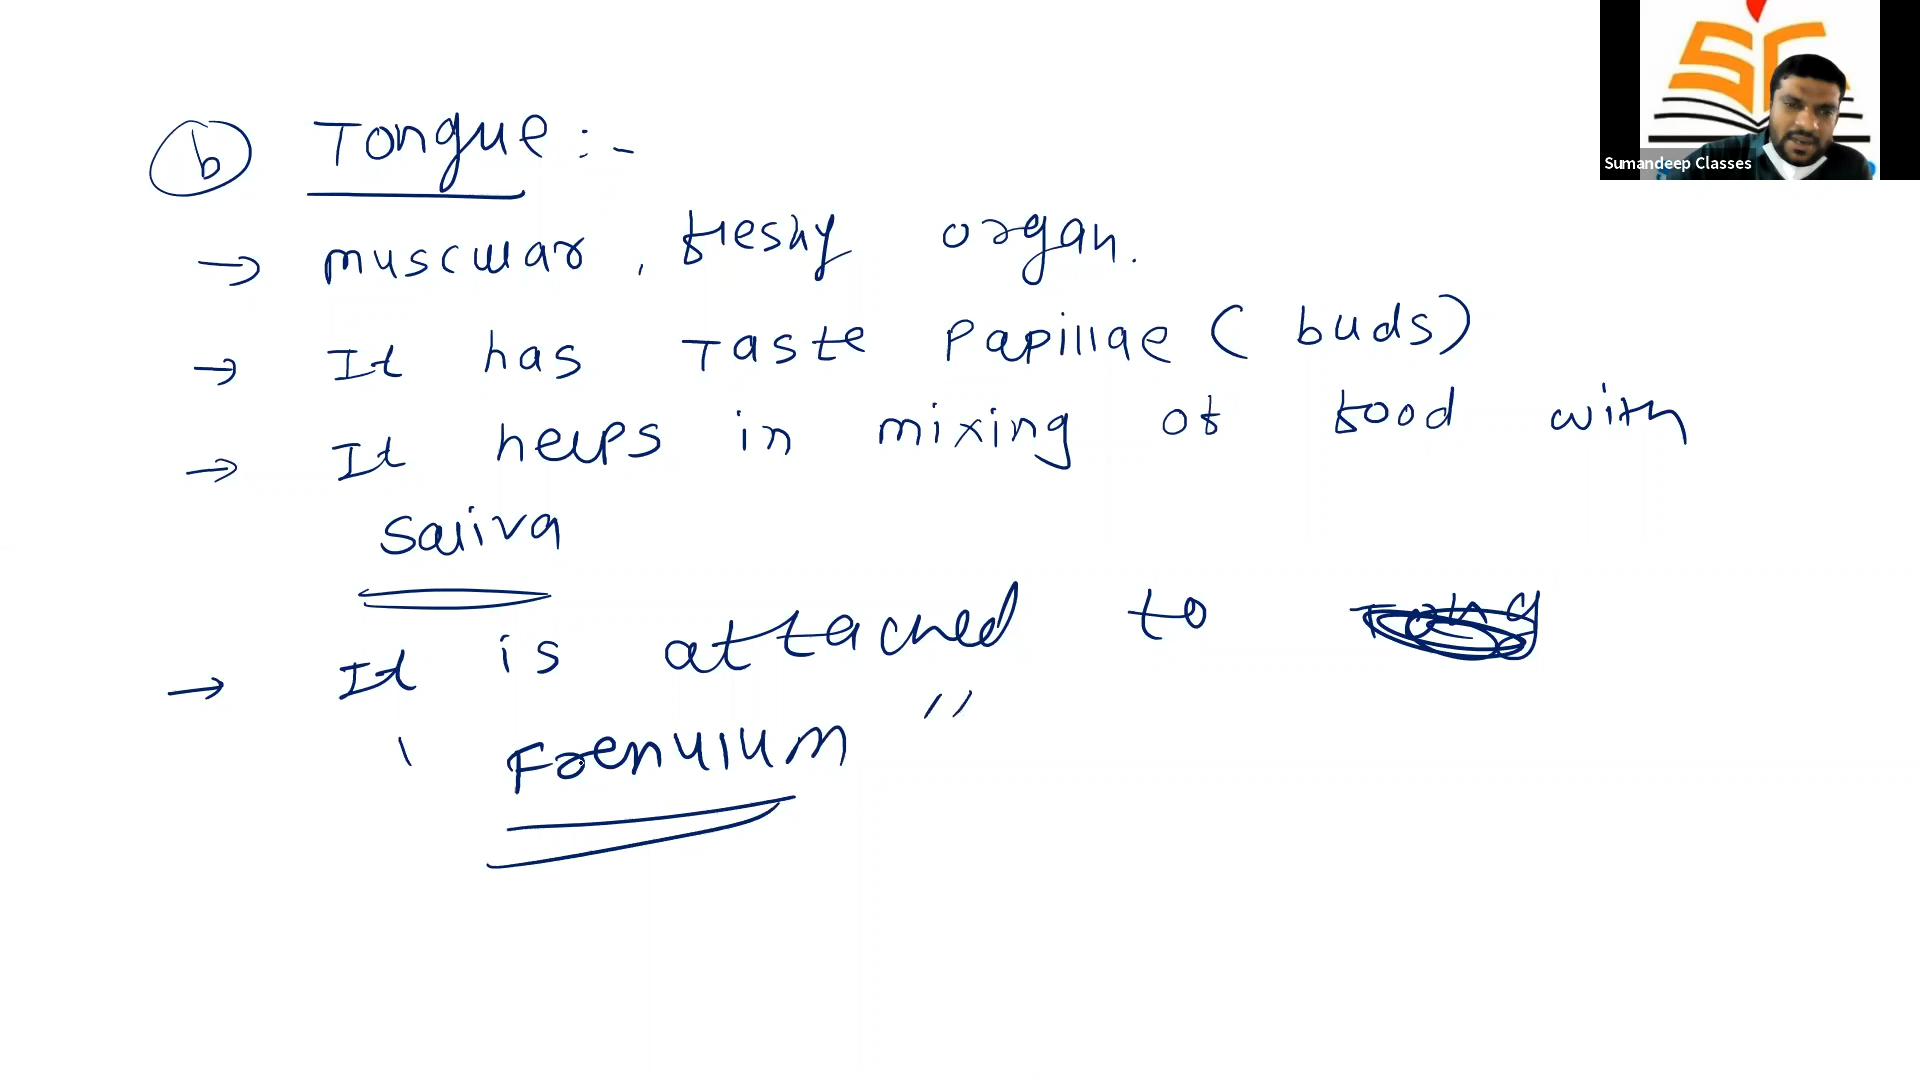 b Tongue :-
→ muscular, fleshy organ.
→ It has Taste Papillae ( buds)
→ It helps in mixing of food with
Saliva
→ It is attached to
" Frenulum "
SC
Sumandeep Classes